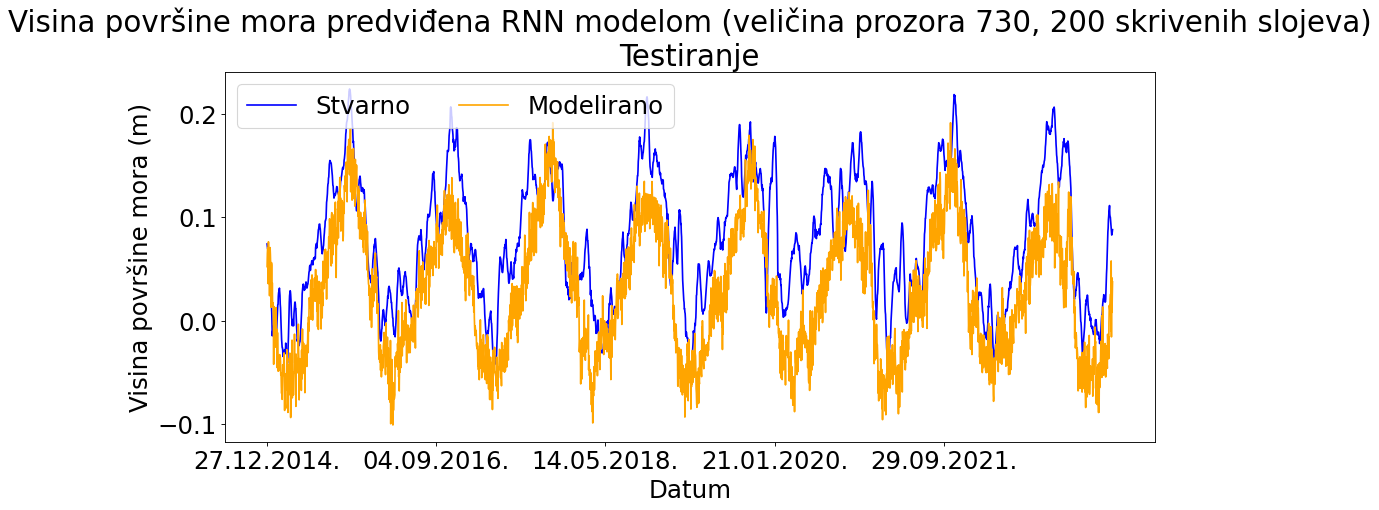 Visina površine mora predviđena RNN modelom (veličina prozora 730, 200 skrivenih slojeva)
Testiranje
Stvarno
Modelirano
Visina površine mora (m)
0.2
0.1
0.0
−0.1
27.12.2014.
04.09.2016.
14.05.2018.
21.01.2020.
29.09.2021.
Datum